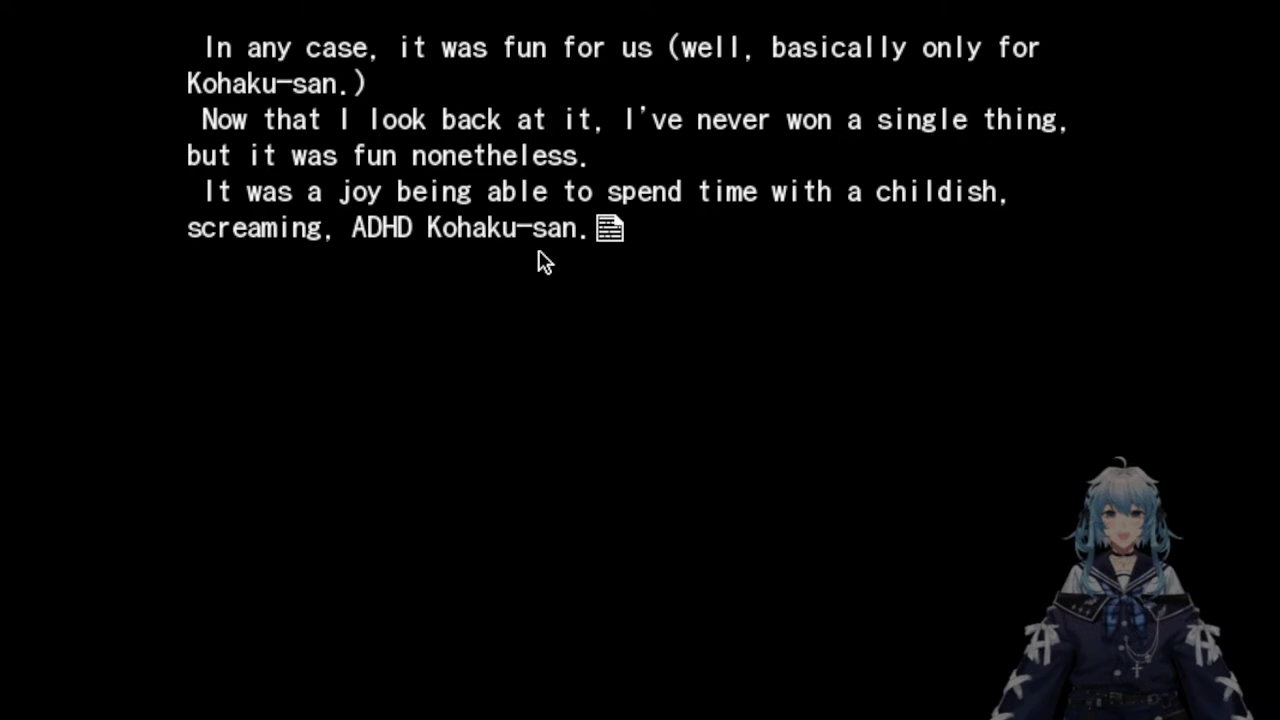 In any case, it was fun for us (well, basically only for
Kohaku-san.)
Now that I look back at it, I've never won a single thing,
but it was fun nonetheless.
It was a joy being able to spend time with a childish,
screaming, ADHD Kohaku-san.